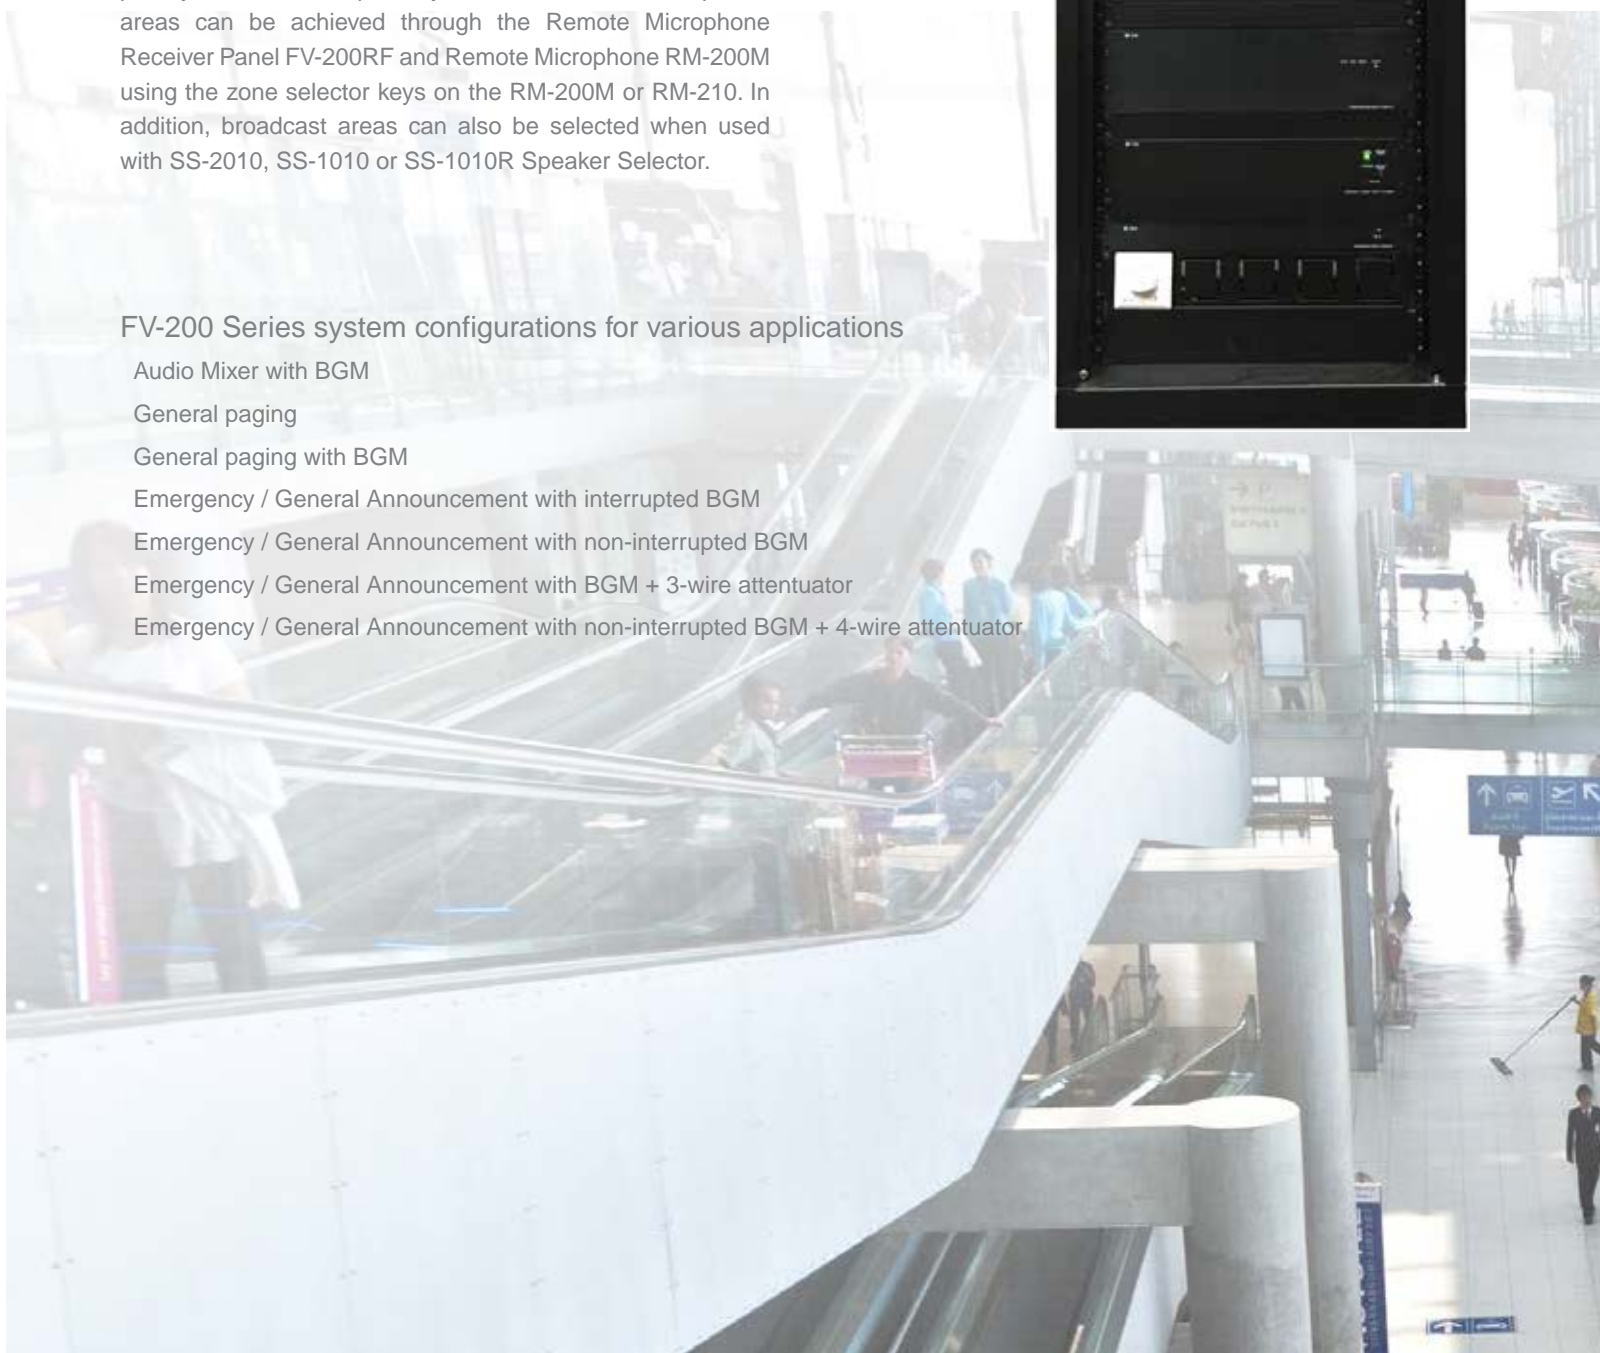 areas can be achieved through the Remote Microphone
Receiver Panel FV-200RF and Remote Microphone RM-200M
using the zone selector keys on the RM-200M or RM-210. In
addition, broadcast areas can also be selected when used
with SS-2010, SS-1010 or SS-1010R Speaker Selector.
FV-200 Series system configurations for various applications
Audio Mixer with BGM
General paging
General paging with BGM
Emergency / General Announcement with interrupted BGM
Emergency / General Announcement with non-interrupted BGM
Emergency / General Announcement with BGM + 3-wire attentuator
Emergency / General Announcement with non-interrupted BGM + 4-wire attentuator